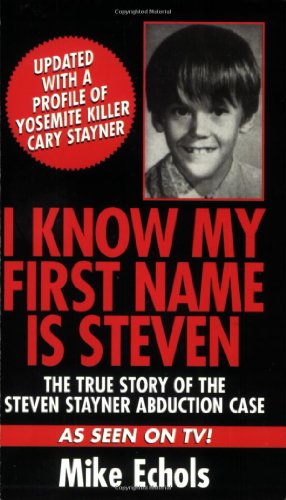 UPDATED
WITH A
PROFILE OF
YOSEMITE KILLER
CARY STAYNER
I KNOW MY
FIRST NAME
IS STEVEN
THE TRUE STORY OF THE
STEVEN STAYNER ABDUCTION CASE
AS SEEN ON TV!
Mike Echols